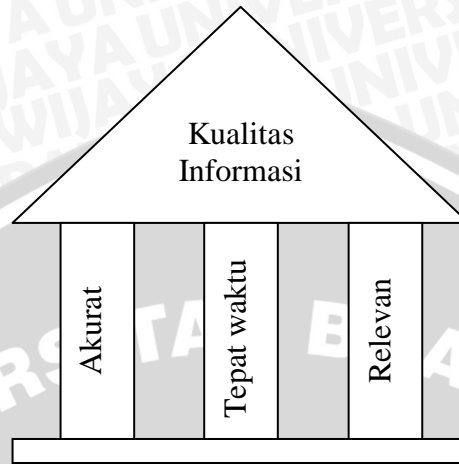 Kualitas
Informasi
Akurat
Tepat waktu
Relevan